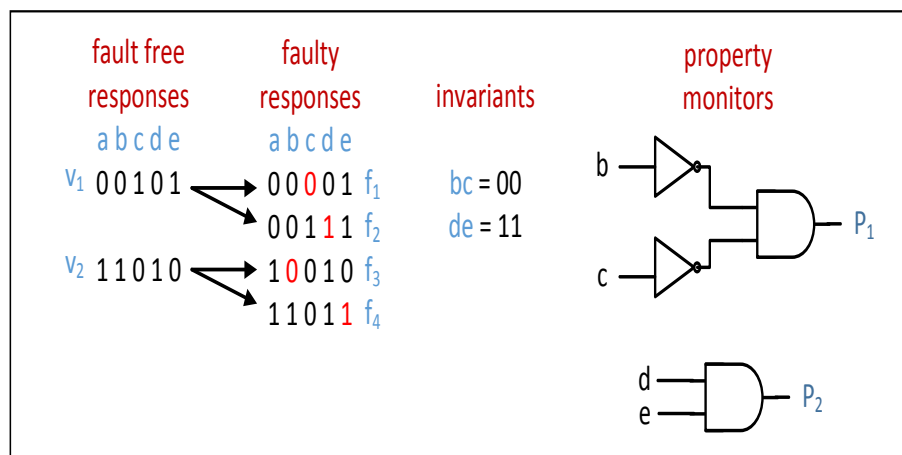 fault free responses
faulty responses
invariants
property monitors
a b c d e
a b c d e
v1 0 0 1 0 1
0 0 0 0 1 f1
bc = 00
0 0 1 1 1 f2
de = 11
v2 1 1 0 1 0
1 0 0 1 0 f3
1 1 0 1 1 f4
b
P1
c
d
e
P2